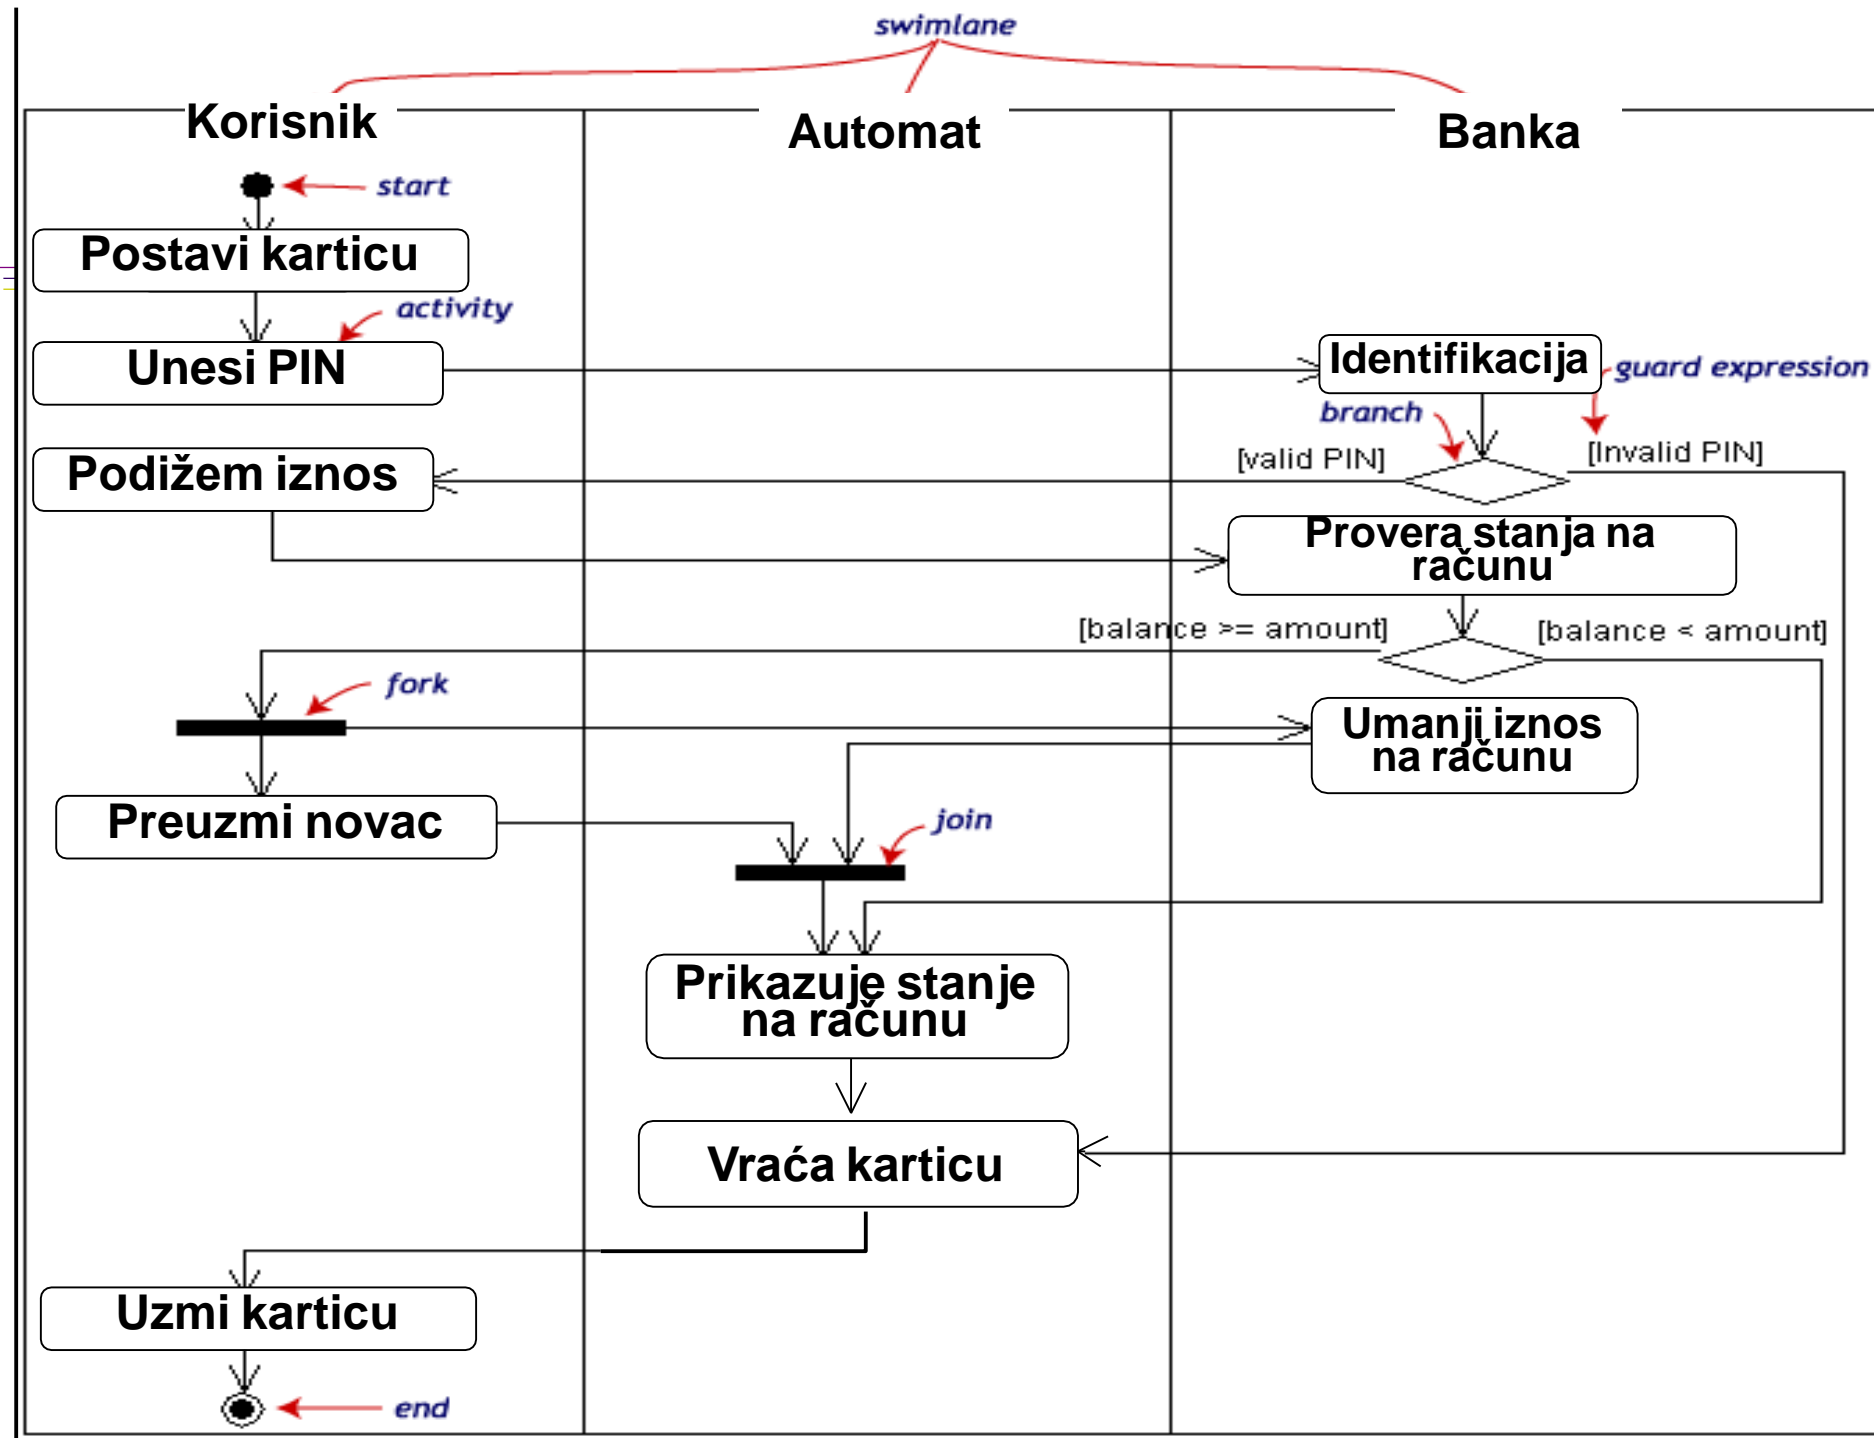 swimlane
Korisnik
Automat
Banka
start
Postavi karticu
activity
Unesi PIN
Identifikacija
guard expression
branch
Podižem iznos
[valid PIN]
[Invalid PIN]
Provera stanja na
računu
[balance >= amount]
[balance < amount]
fork
Umanji iznos
na računu
Preuzmi novac
join
Prikazuje stanje
na računu
Vraća karticu
Uzmi karticu
end